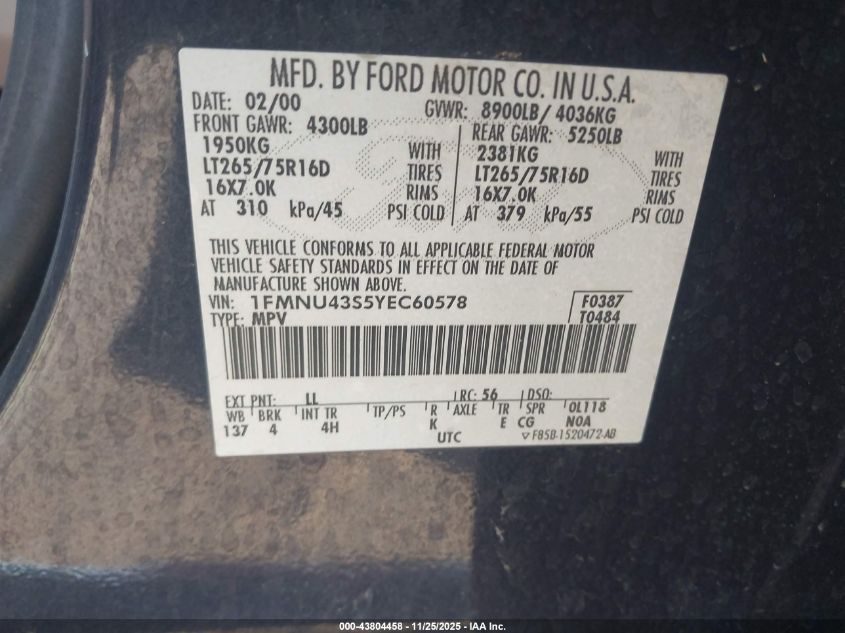 MFD. BY FORD MOTOR CO. IN U.S.A.
DATE: 02/00 GVWR: 8900LB/ 4036KG
FRONT GAWR: 4300LB REAR GAWR: 5250LB
1950KG WITH 2381KG WITH
LT265/75R16D TIRES LT265/75R16D TIRES
16X7.0K RIMS 16X7.0K RIMS
AT 310 kPa/45 PSI COLD AT 379 kPa/55 PSI COLD
THIS VEHICLE CONFORMS TO ALL APPLICABLE FEDERAL MOTOR
VEHICLE SAFETY STANDARDS IN EFFECT ON THE DATE OF
MANUFACTURE SHOWN ABOVE.
VIN: 1FMNU43S5YEC60578 F0387
TYPE: MPV T0484
EXT PNT: LL RC: 56 DSO:
WB BRK INT TR TP/PS R AXLE TR SPR OL118
137 4 4H K E CG NOA
UTC F85B-1520472-AB
000-43804458 - 11/25/2025 - IAA Inc.